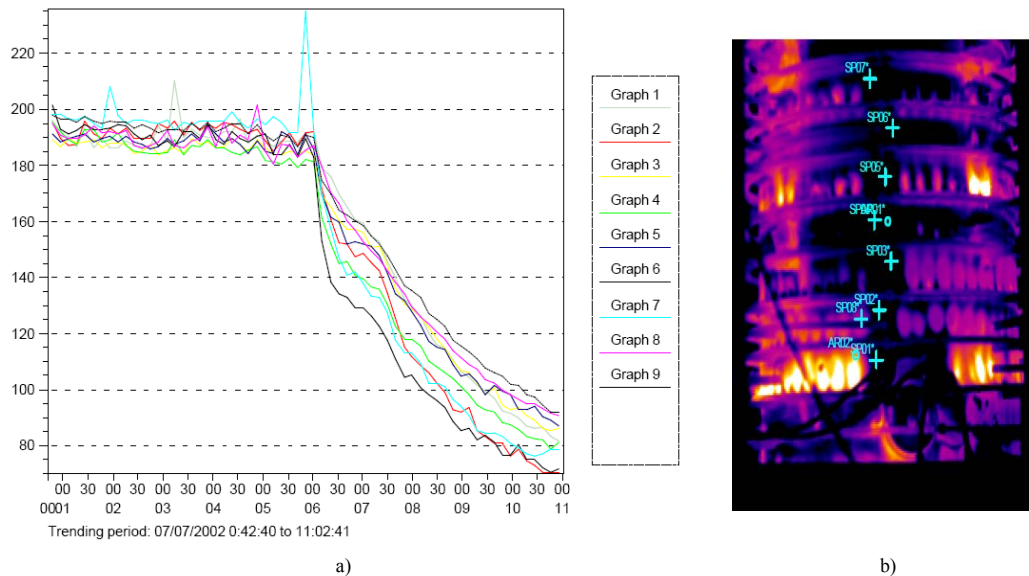 220
200
180
160
140
120
100
80
00 30 00 30 00 30 00 30 00 30 00 30 00 30 00 30 00 30 00 30 00
0001 02 03 04 05 06 07 08 09 10 11
Trending period: 07/07/2002 0:42:40 to 11:02:41
Graph 1
Graph 2
Graph 3
Graph 4
Graph 5
Graph 6
Graph 7
Graph 8
Graph 9
SP07*
SP06*
SP05*
SP03*
SP02*
SP08*
AR02*
SP01*
a)
b)